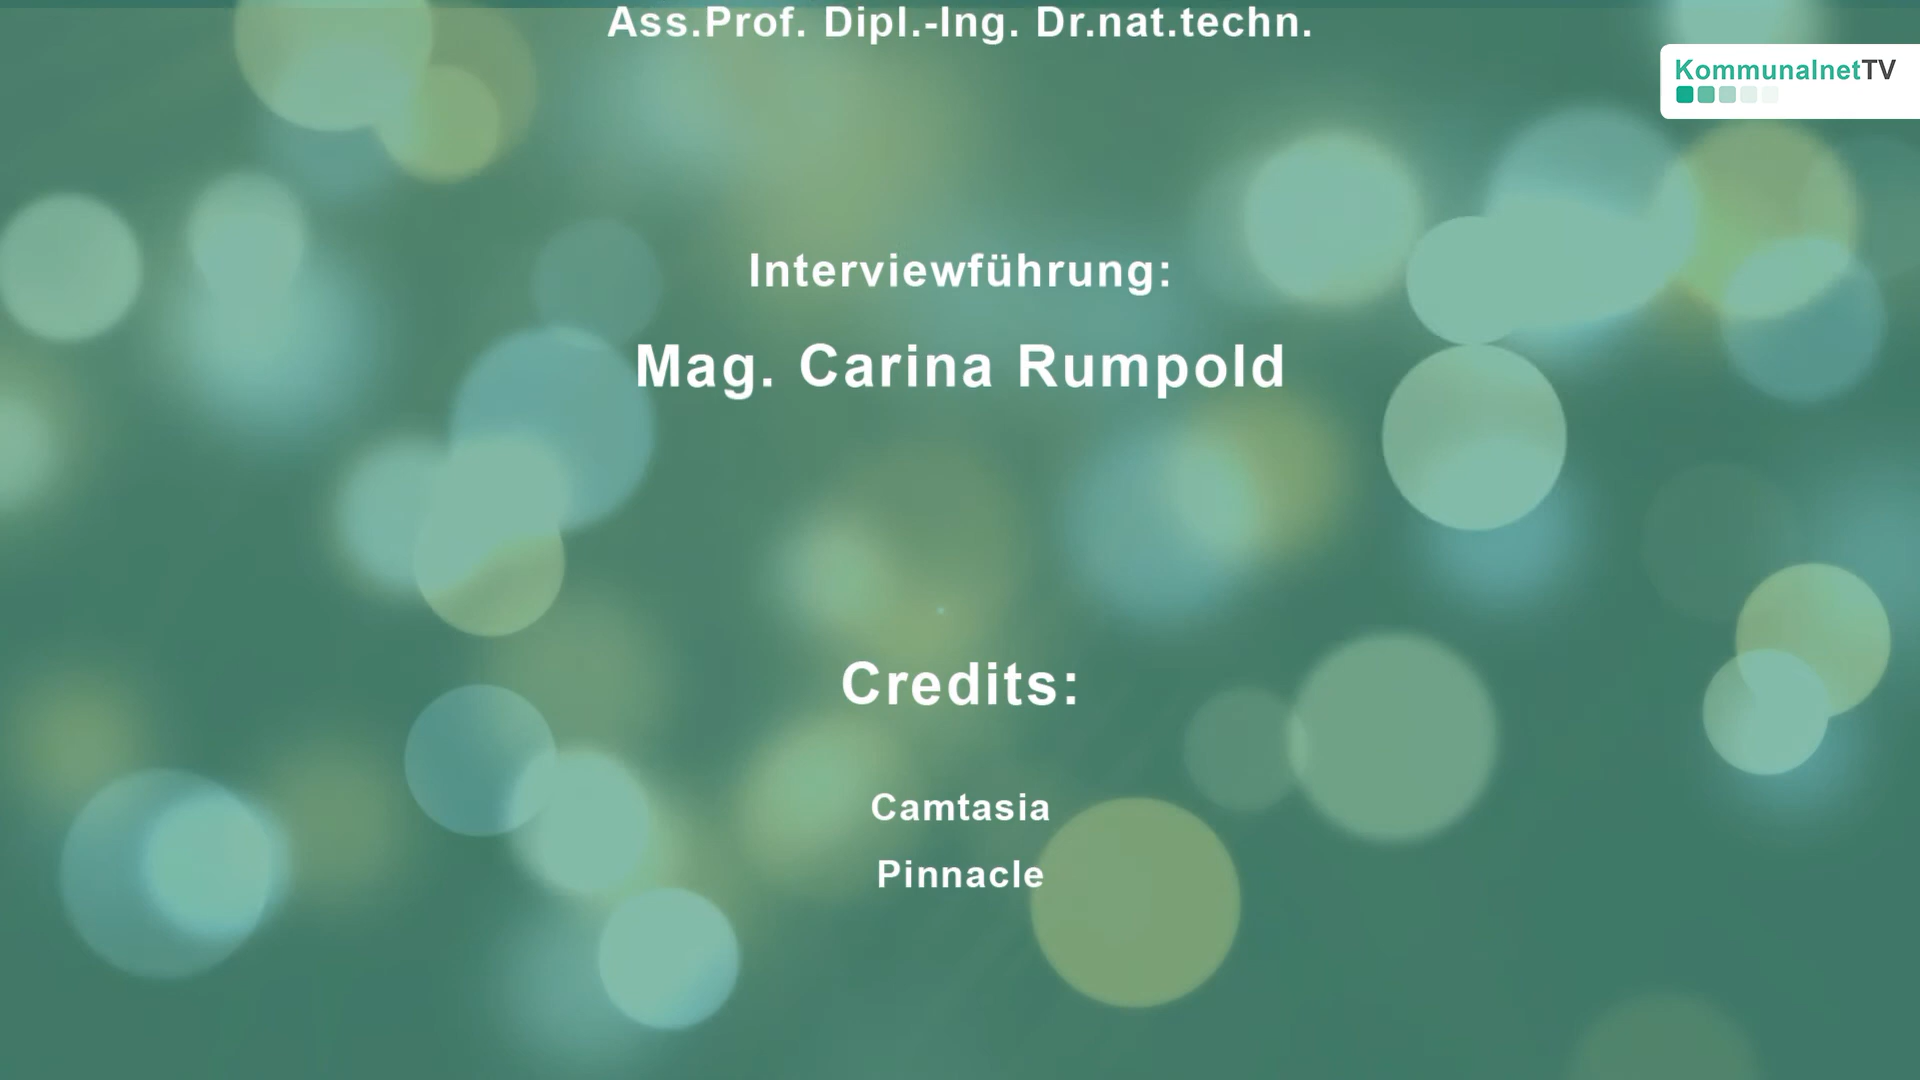 Ass.Prof. Dipl.-Ing. Dr.nat.techn.
KommunalnetTV
Interviewführung:
Mag. Carina Rumpold
Credits:
Camtasia
Pinnacle